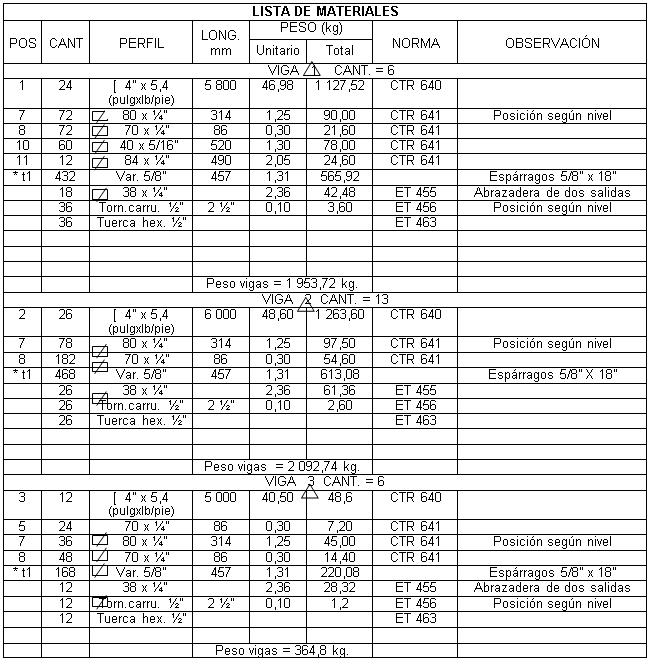 LISTA DE MATERIALES
POS CANT PERFIL LONG. mm PESO (kg) Unitario Total NORMA OBSERVACIÓN
VIGA 1 CANT. = 6
1 24 [ 4" x 5,4 5 800 46,98 1 127,52 CTR 640
(pulgxlb/pie)
7 72 80 x ¼" 314 1,25 90,00 CTR 641 Posición según nivel
8 72 70 x ¼" 86 0,30 21,60 CTR 641
10 60 40 x 5/16" 520 1,30 78,00 CTR 641
11 12 84 x ¼" 490 2,05 24,60 CTR 641
* t1 432 Var. 5/8" 457 1,31 565,92 Espárragos 5/8" x 18"
18 38 x ¼" 2,36 42,48 ET 455 Abrazadera de dos salidas
36 Torn.carru. ½" 2 ½" 0,10 3,60 ET 456 Posición según nivel
36 Tuerca hex. ½" ET 463
Peso vigas = 1 953,72 kg.
VIGA 2 CANT. = 13
2 26 [ 4" x 5,4 6 000 48,60 1 263,60 CTR 640
(pulgxlb/pie)
7 78 80 x ¼" 314 1,25 97,50 CTR 641 Posición según nivel
8 182 70 x ¼" 86 0,30 54,60 CTR 641
* t1 468 Var. 5/8" 457 1,31 613,08 Espárragos 5/8" X 18"
26 38 x ¼" 2,36 61,36 ET 455
26 Torn.carru. ½" 2 ½" 0,10 2,60 ET 456
26 Tuerca hex. ½" ET 463
Peso vigas = 2 092,74 kg.
VIGA 3 CANT. = 6
3 12 [ 4" x 5,4 5 000 40,50 48,6 CTR 640
(pulgxlb/pie)
5 24 70 x ¼" 86 0,30 7,20 CTR 641
7 36 80 x ¼" 314 1,25 45,00 CTR 641 Posición según nivel
8 48 70 x ¼" 86 0,30 14,40 CTR 641
* t1 168 Var. 5/8" 457 1,31 220,08 Espárragos 5/8" x 18"
12 38 x ¼" 2,36 28,32 ET 455 Abrazadera de dos salidas
12 Torn.carru. ½" 2 ½" 0,10 1,2 ET 456 Posición según nivel
12 Tuerca hex. ½" ET 463
Peso vigas = 364,8 kg.